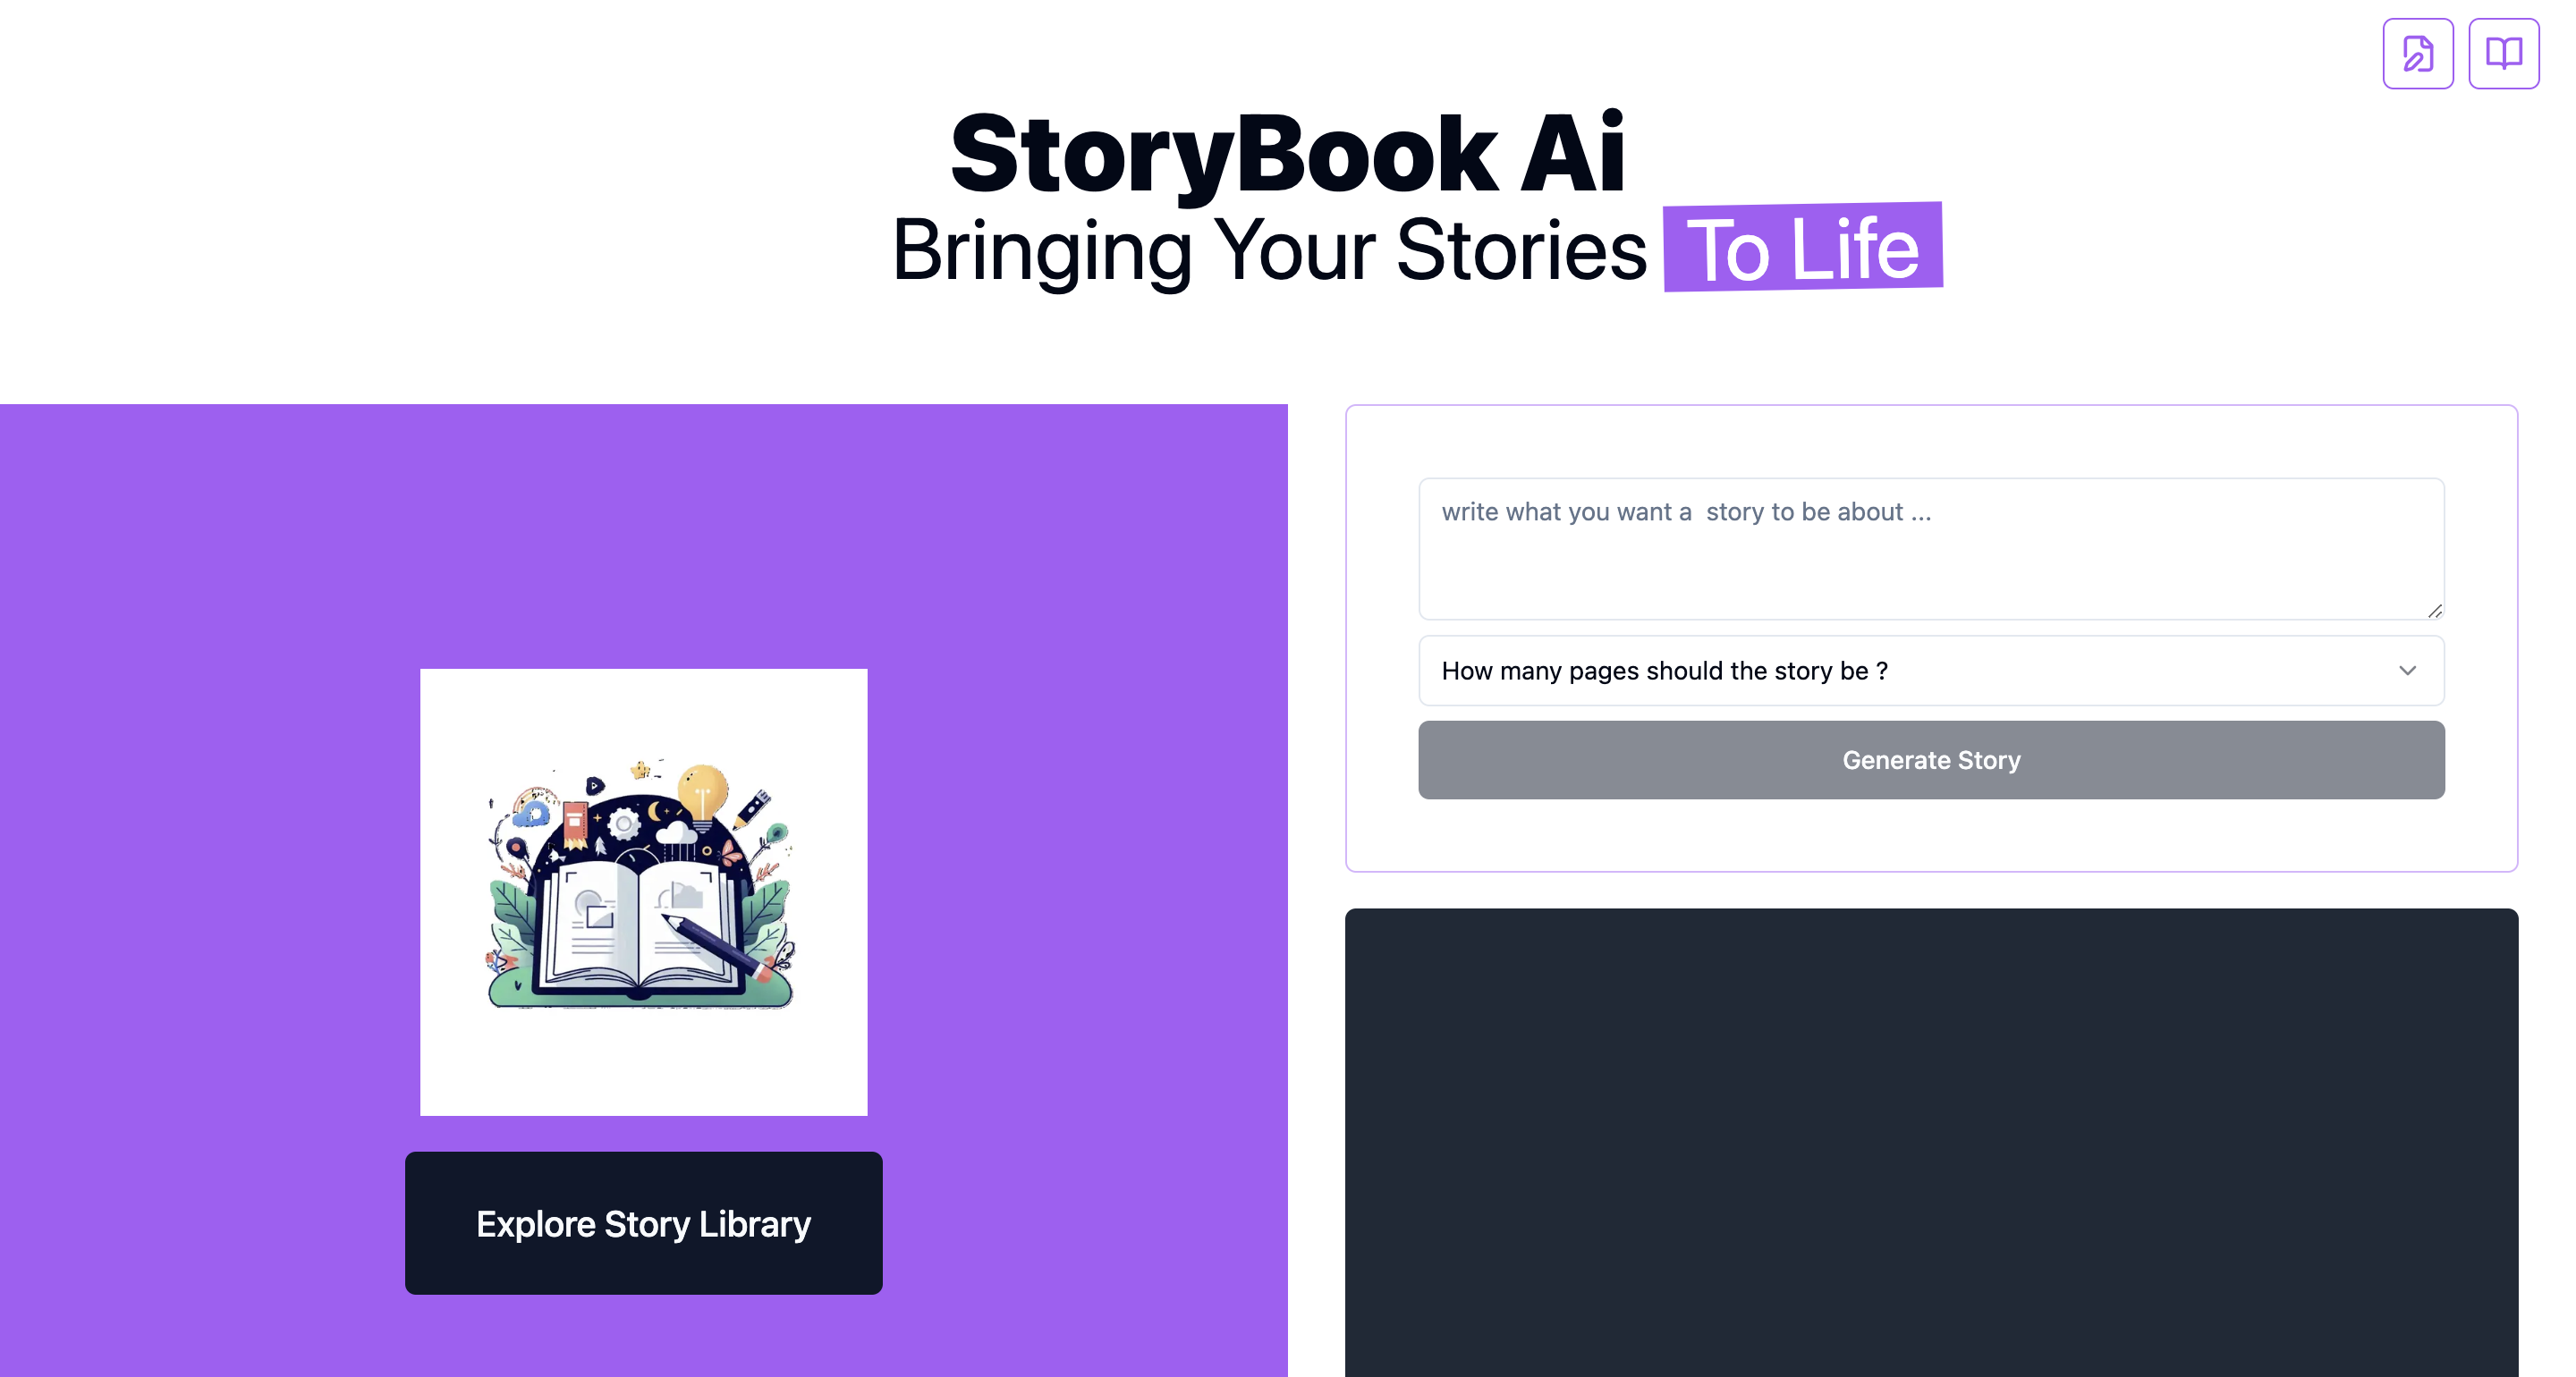 StoryBook Ai
Bringing Your Stories To Life
write what you want a  story to be about ...
How many pages should the story be ?
Generate Story
Explore Story Library